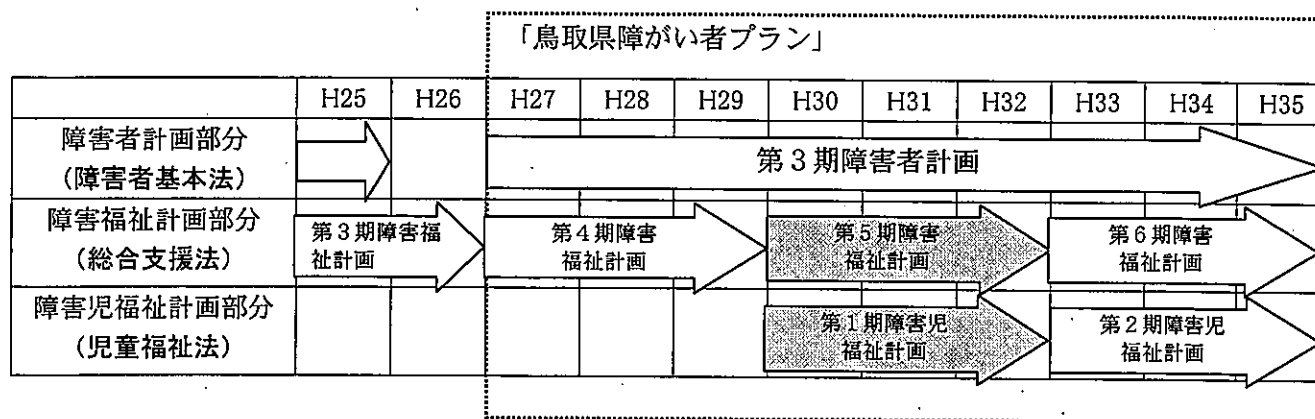 「鳥取県障がい者プラン」
H25 H26 H27 H28 H29 H30 H31 H32 H33 H34 H35
障害者計画部分
(障害者基本法)
第3期障害者計画
障害福祉計画部分
(総合支援法)
第3期障害福
祉計画
第4期障害
福祉計画
第5期障害
福祉計画
第6期障害
福祉計画
障害児福祉計画部分
(児童福祉法)
第1期障害児
福祉計画
第2期障害児
福祉計画